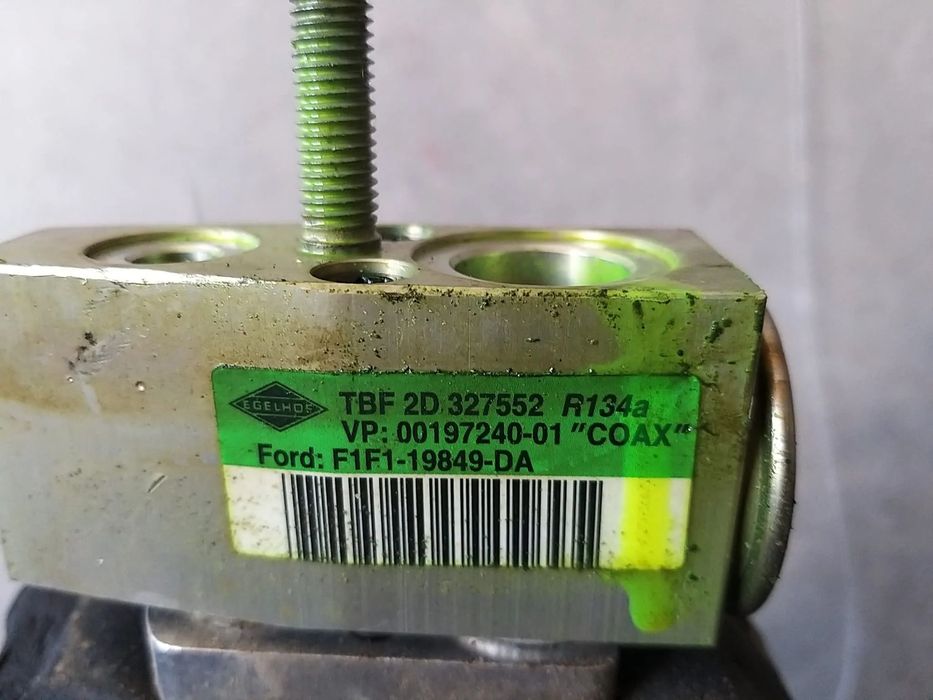 EGELHOF
TBF 2D 327552 R134a
VP: 00197240-01 "COAX"
Ford: F1F1-19849-DA